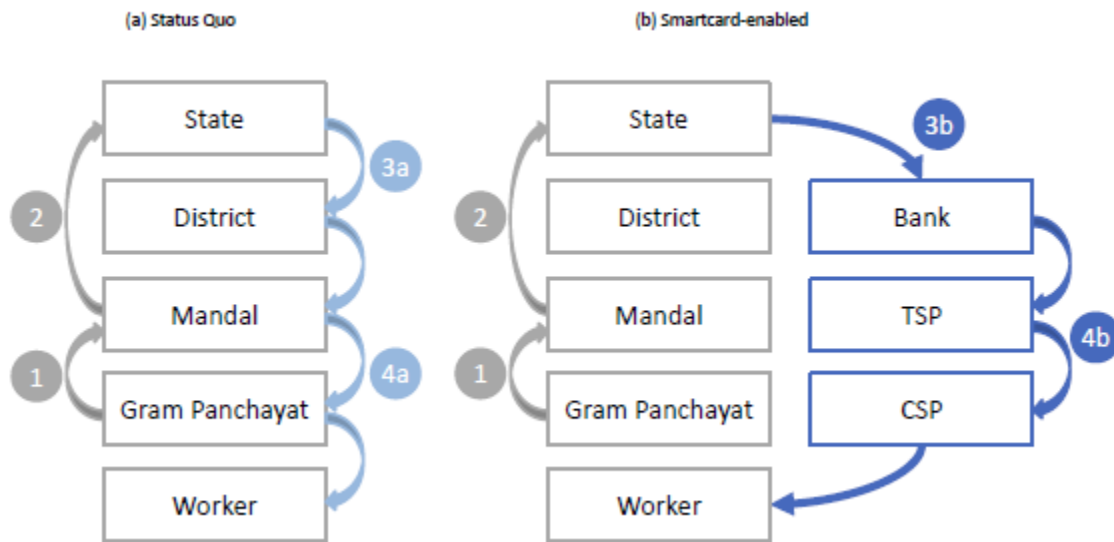 (a) Status Quo
State
3a
2
District
Mandal
1
4a
Gram Panchayat
Worker
(b) Smartcard-enabled
State
3b
2
District
Bank
Mandal
TSP
4b
1
Gram Panchayat
CSP
Worker